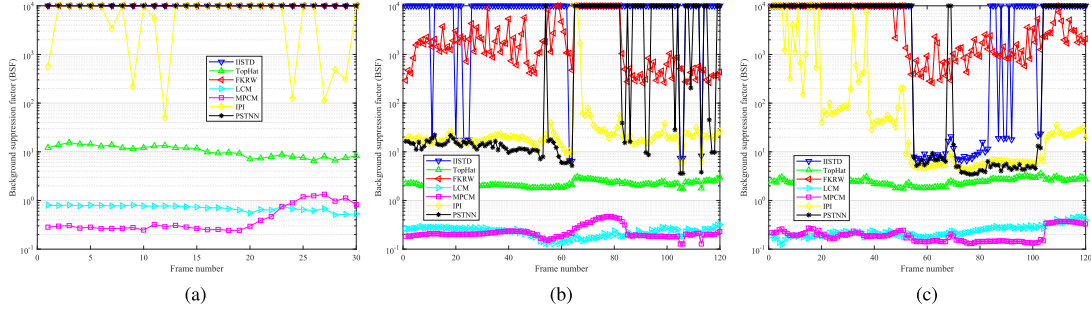 Background suppression factor (BSF)
10^4
10^3
10^2
10^1
10^0
10^-1
IISTD
TopHat
FKRW
LCM
MPCM
IPI
PSTNN
0 5 10 15 20 25 30
Frame number
(a)
Background suppression factor (BSF)
10^4
10^3
10^2
10^1
10^0
10^-1
IISTD
TopHat
FKRW
LCM
MPCM
IPI
PSTNN
0 20 40 60 80 100 120
Frame number
(b)
Background suppression factor (BSF)
10^4
10^3
10^2
10^1
10^0
10^-1
IISTD
TopHat
FKRW
LCM
MPCM
IPI
PSTNN
0 20 40 60 80 100 120
Frame number
(c)